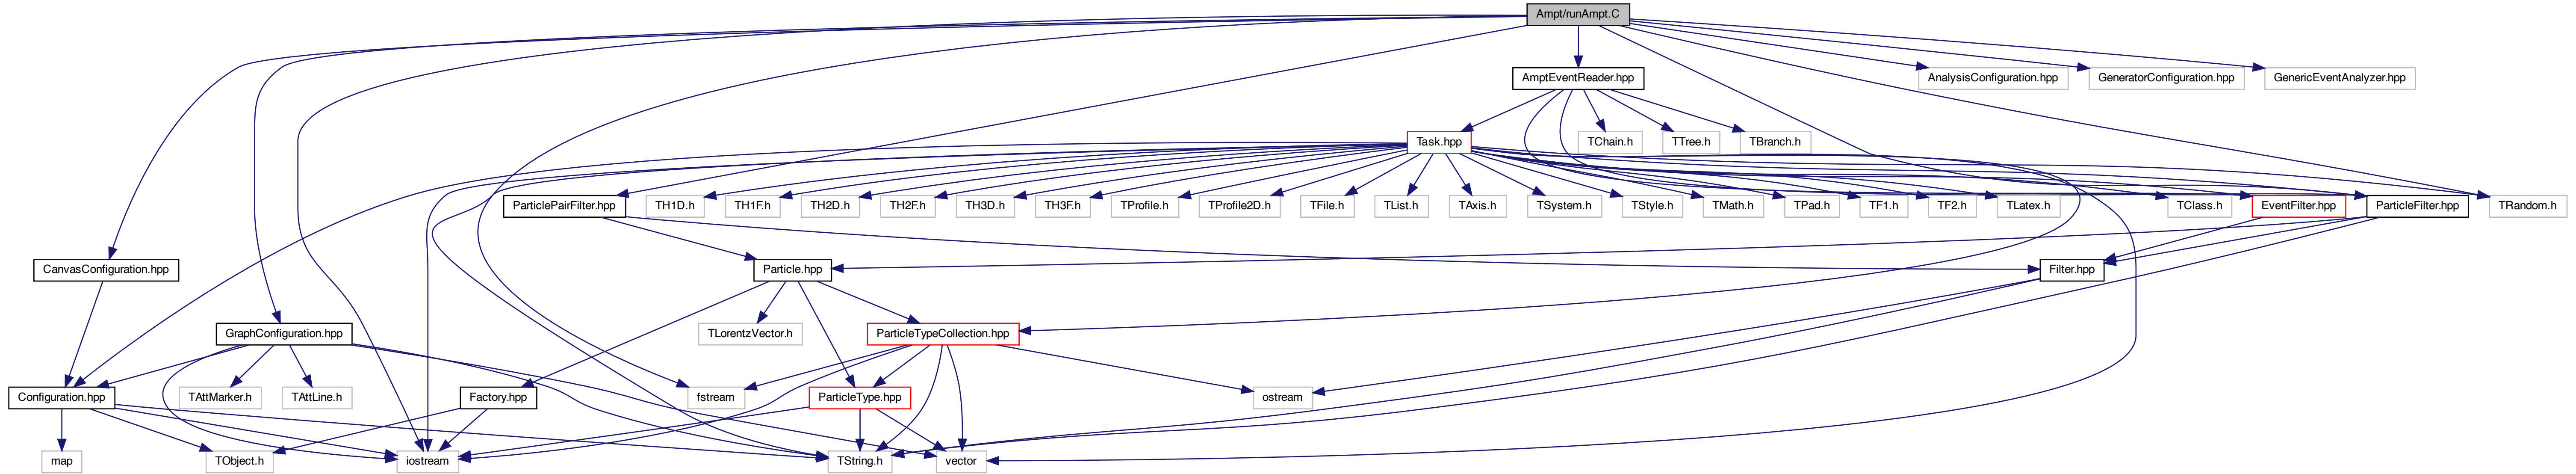 Ampt/runAmpt.C
AmptEventReader.hpp
AnalysisConfiguration.hpp
GeneratorConfiguration.hpp
GenericEventAnalyzer.hpp
Task.hpp
TChain.h
TTree.h
TBranch.h
ParticlePairFilter.hpp
TH1D.h
TH1F.h
TH2D.h
TH2F.h
TH3D.h
TH3F.h
TProfile.h
TProfile2D.h
TFile.h
TList.h
TAxis.h
TSystem.h
TStyle.h
TMath.h
TPad.h
TF1.h
TF2.h
TLatex.h
TClass.h
EventFilter.hpp
ParticleFilter.hpp
TRandom.h
CanvasConfiguration.hpp
Particle.hpp
Filter.hpp
GraphConfiguration.hpp
TLorentzVector.h
ParticleTypeCollection.hpp
Configuration.hpp
TAttMarker.h
TAttLine.h
Factory.hpp
fstream
ParticleType.hpp
ostream
map
TObject.h
iostream
TString.h
vector